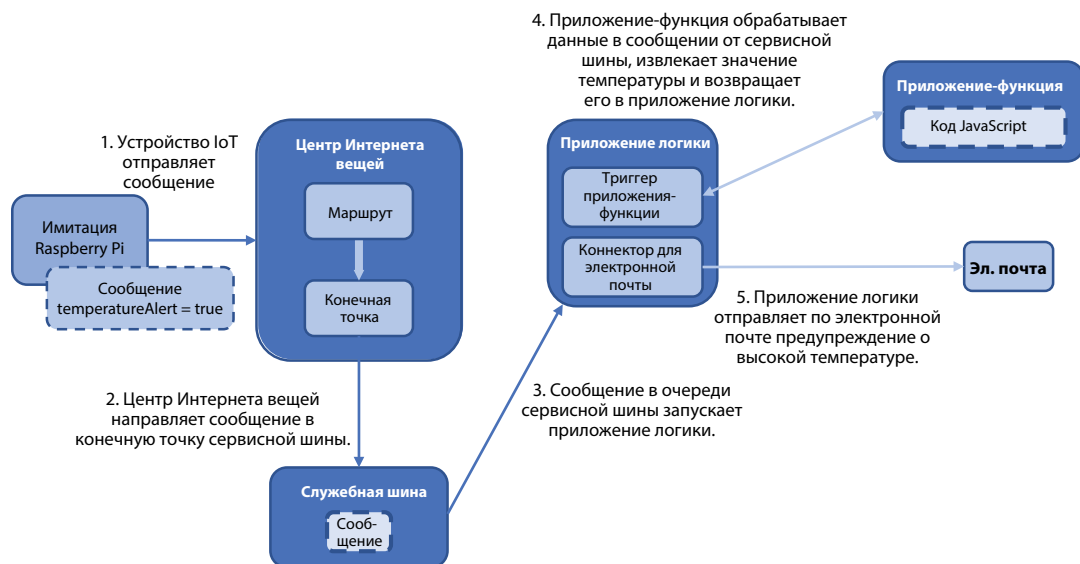 1. Устройство IoT
отправляет
сообщение
Имитация
Raspberry Pi
Сообщение
temperatureAlert = true
Центр Интернета
вещей
Маршрут
Конечная
точка
2. Центр Интернета вещей
направляет сообщение в
конечную точку сервисной шины.
Служебная шина
Сооб-
щение
3. Сообщение в очереди
сервисной шины запускает
приложение логики.
Приложение логики
Триггер
приложения-
функции
Коннектор для
электронной
почты
4. Приложение-функция обрабатывает
данные в сообщении от сервисной
шины, извлекает значение
температуры и возвращает
его в приложение логики.
Приложение-функция
Код JavaScript
Эл. почта
5. Приложение логики
отправляет по электронной
почте предупреждение о
высокой температуре.